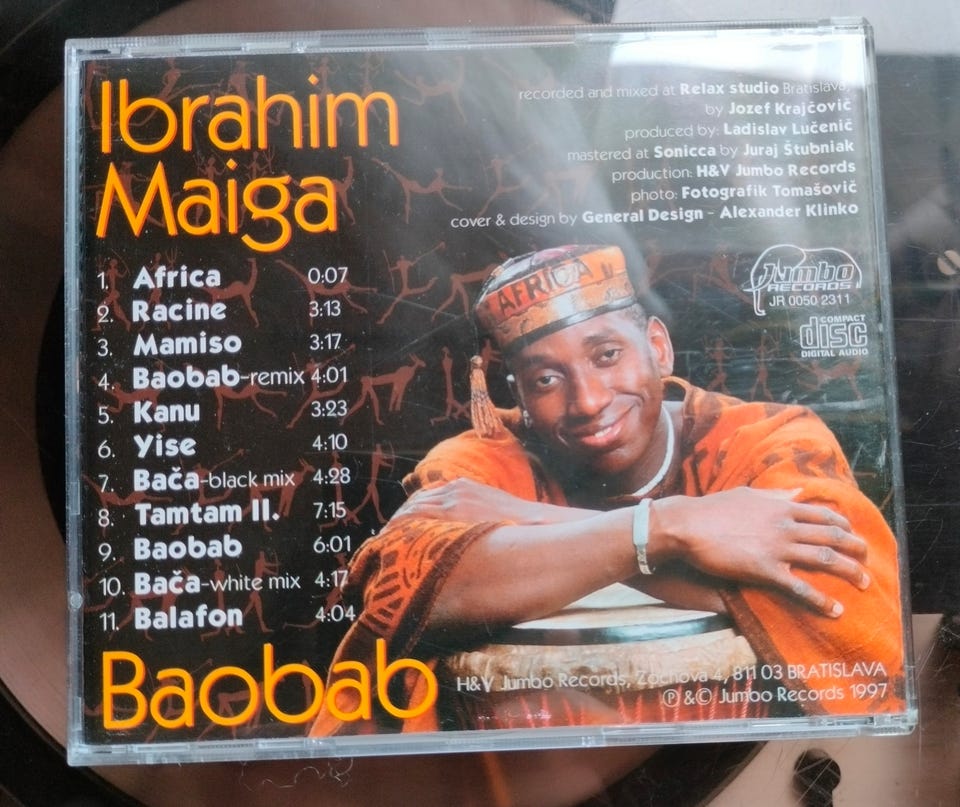 Ibrahim
Maiga
recorded and mixed at Relax studio Bratislava,
by Jozef Krajčovič
produced by: Ladislav Lučenič
mastered at Sonicca by Juraj Štubniak
production: H&V Jumbo Records
photo: Fotografik Tomašovič
cover & design by General Design - Alexander Klinko
1. Africa 0:07
2. Racine 3:13
3. Mamiso 3:17
4. Baobab-remix 4:01
5. Kanu 3:23
6. Yise 4:10
7. Bača-black mix 4:28
8. Tamtam II. 7:15
9. Baobab 6:01
10. Bača-white mix 4:17
11. Balafon 4:04
AFRICA
Jumbo
RECORDS
JR 0050 2311
COMPACT
disc
DIGITAL AUDIO
Baobab
H&V Jumbo Records, Zochova 4, 811 03 BRATISLAVA
Ⓟ &© Jumbo Records 1997